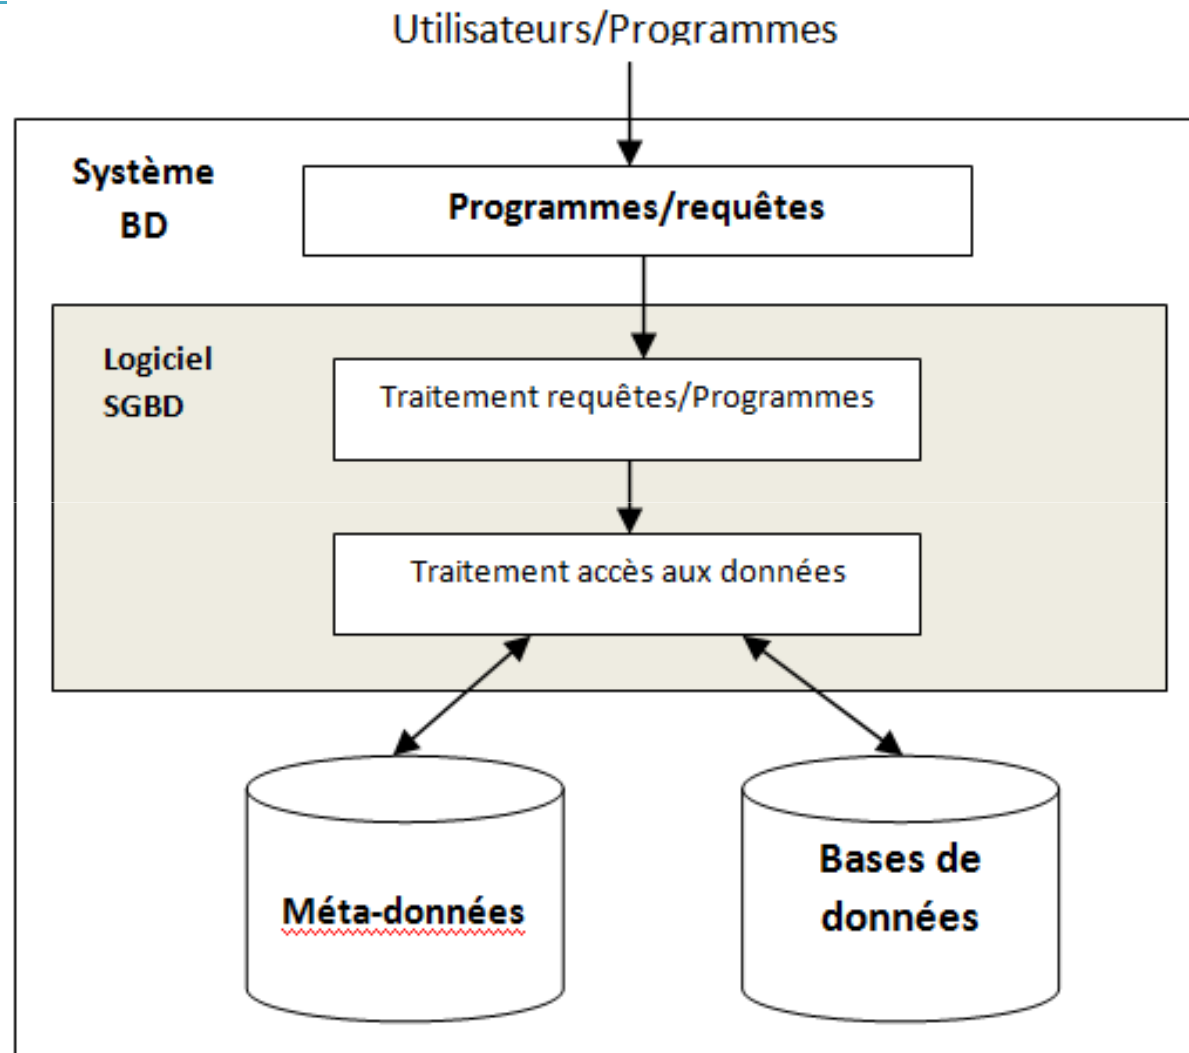 Utilisateurs/Programmes
Système
BD
Programmes/requêtes
Logiciel
SGBD
Traitement requêtes/Programmes
Traitement accès aux données
Méta-données
Bases de
données